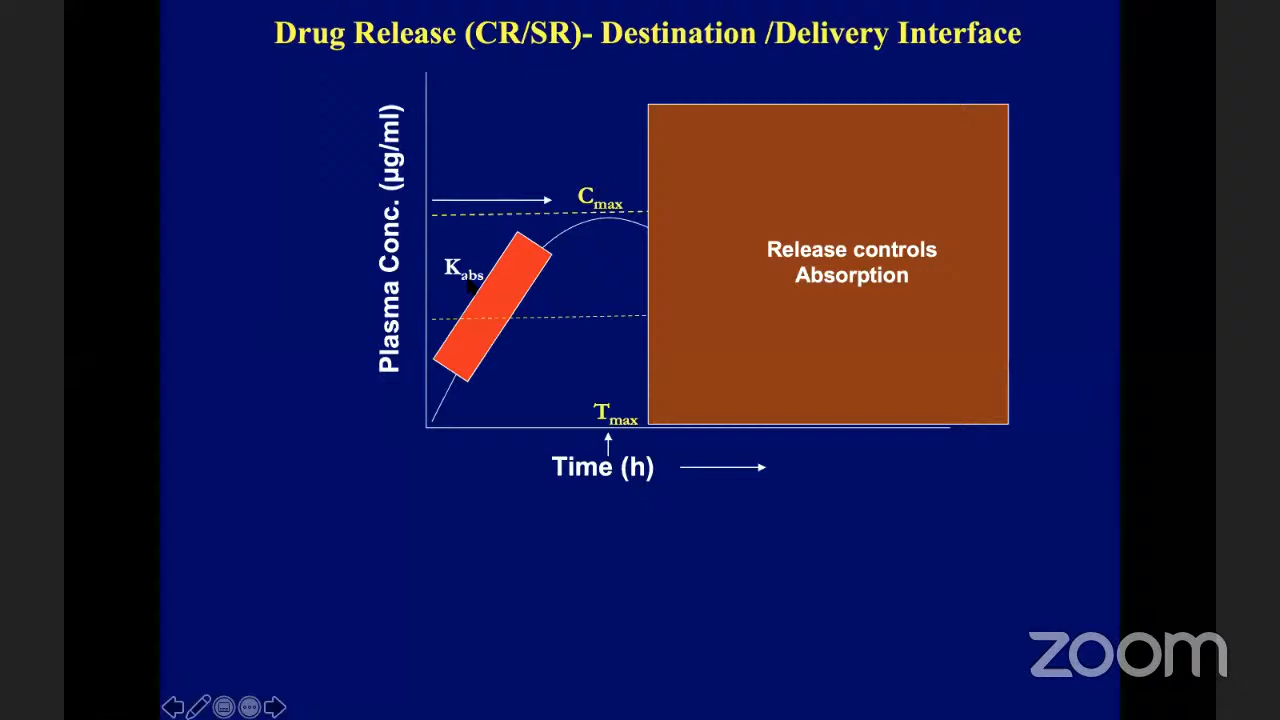 Drug Release (CR/SR)- Destination /Delivery Interface
Plasma Conc. (µg/ml)
Cmax
Kabs
Release controls
Absorption
Tmax
Time (h)
zoom